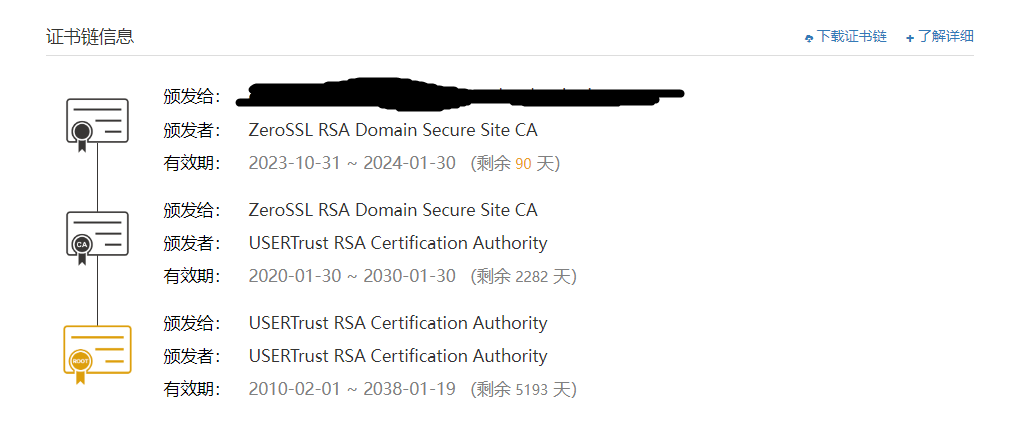 证书链信息
下载证书链 了解详细
颁发给：
颁发者： ZeroSSL RSA Domain Secure Site CA
有效期： 2023-10-31 ~ 2024-01-30 (剩余 90 天)
颁发给： ZeroSSL RSA Domain Secure Site CA
CA
颁发者： USERTrust RSA Certification Authority
有效期： 2020-01-30 ~ 2030-01-30 (剩余 2282 天)
颁发给： USERTrust RSA Certification Authority
ROOT
颁发者： USERTrust RSA Certification Authority
有效期： 2010-02-01 ~ 2038-01-19 (剩余 5193 天)